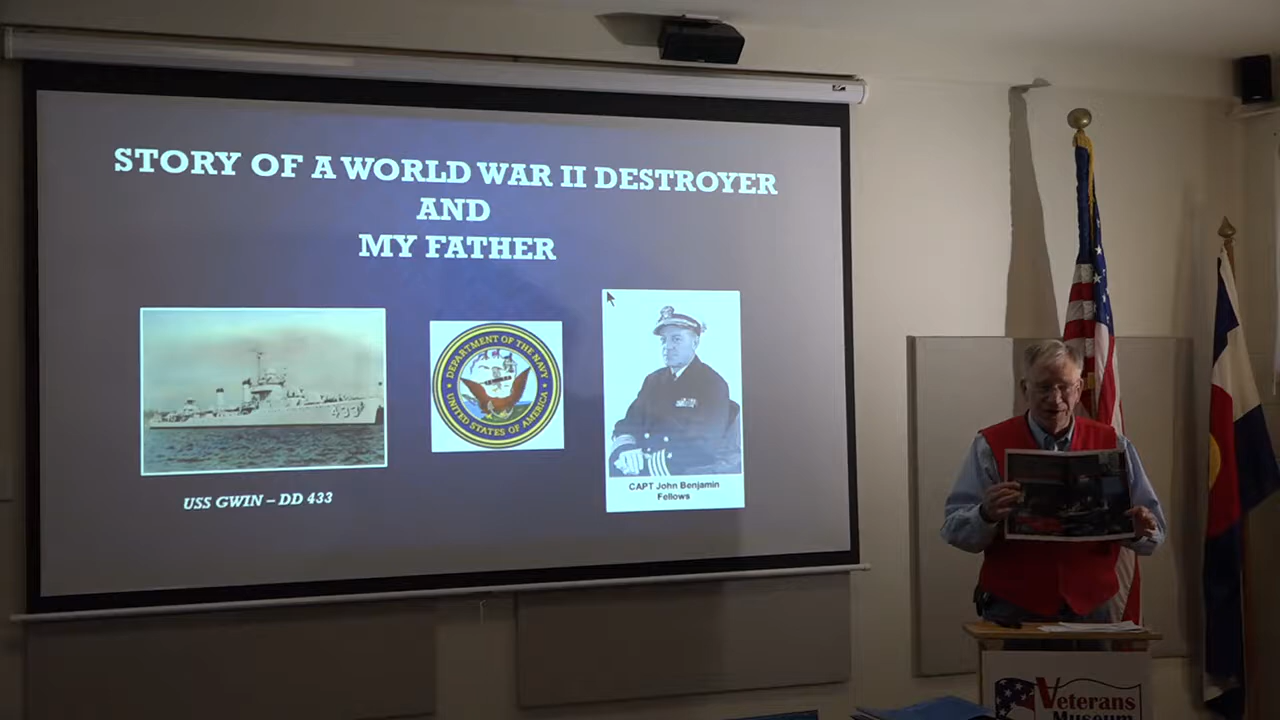 STORY OF A WORLD WAR II DESTROYER
AND
MY FATHER
433
DEPARTMENT OF THE NAVY
UNITED STATES OF AMERICA
USS GWIN – DD 433
CAPT John Benjamin
Fellows
Veterans
Museum